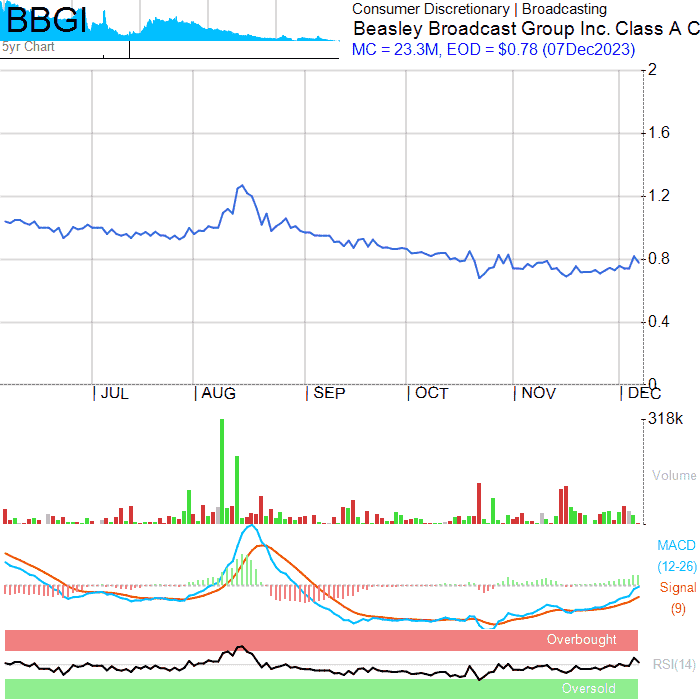 BBGI
5yr Chart
Consumer Discretionary | Broadcasting
Beasley Broadcast Group Inc. Class A C
MC = 23.3M, EOD = $0.78 (07Dec2023)
2
1.6
1.2
0.8
0.4
0
JUL AUG SEP OCT NOV DEC
318k
Volume
MACD
(12-26)
Signal
(9)
Overbought
RSI(14)
Oversold